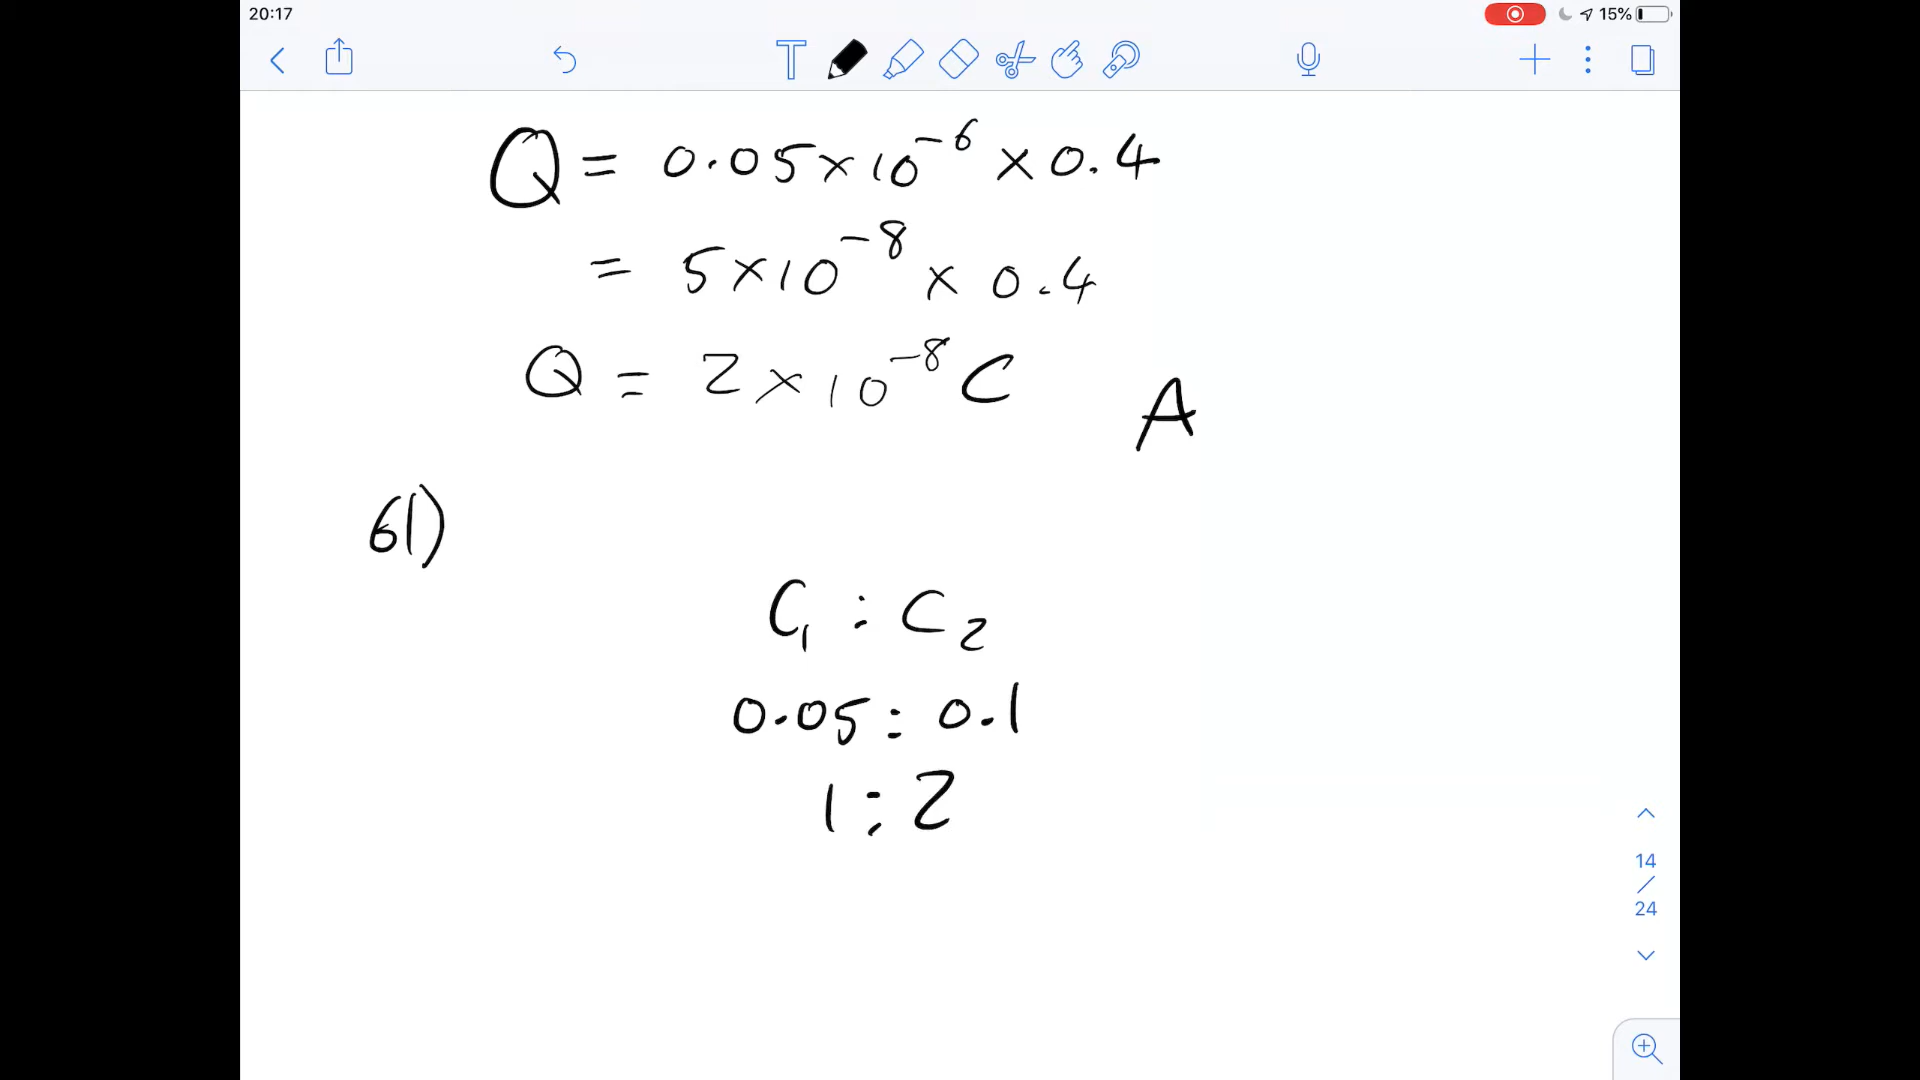 20:17
15%
T
Q = 0.05×10⁻⁶ × 0.4
= 5×10⁻⁸ × 0.4
Q = 2×10⁻⁸ C
A
61)
C₁ : C₂
0.05 : 0.1
1 : 2
14
/
24